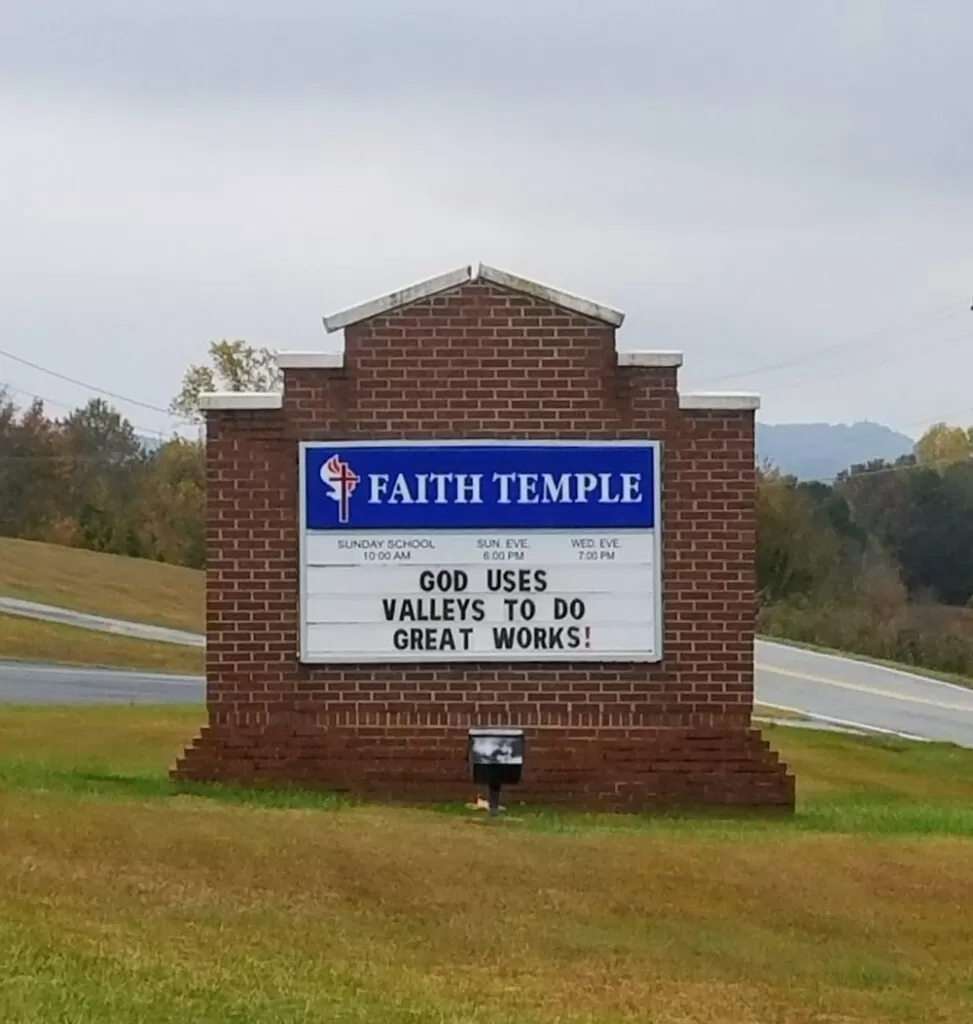 FAITH TEMPLE
SUNDAY SCHOOL SUN. EVE. WED. EVE.
10:00 AM 6:00 PM 7:00 PM
GOD USES
VALLEYS TO DO
GREAT WORKS!